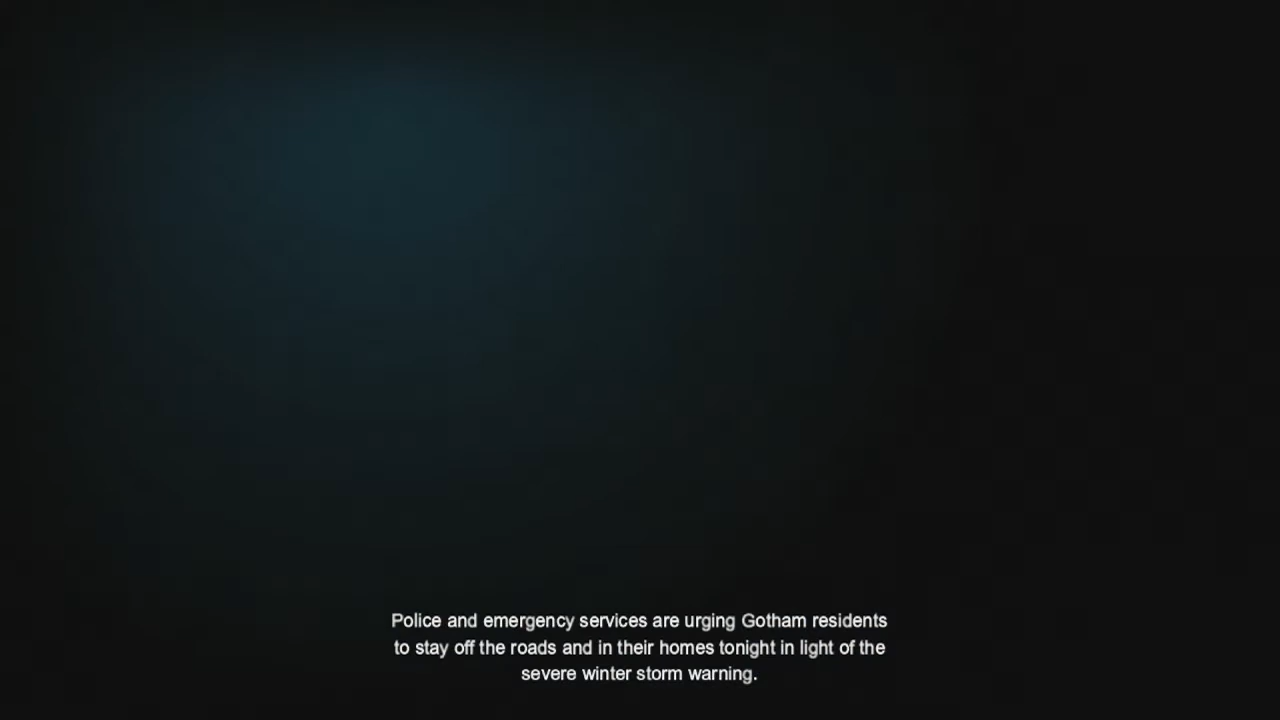 Police and emergency services are urging Gotham residents
to stay off the roads and in their homes tonight in light of the
severe winter storm warning.